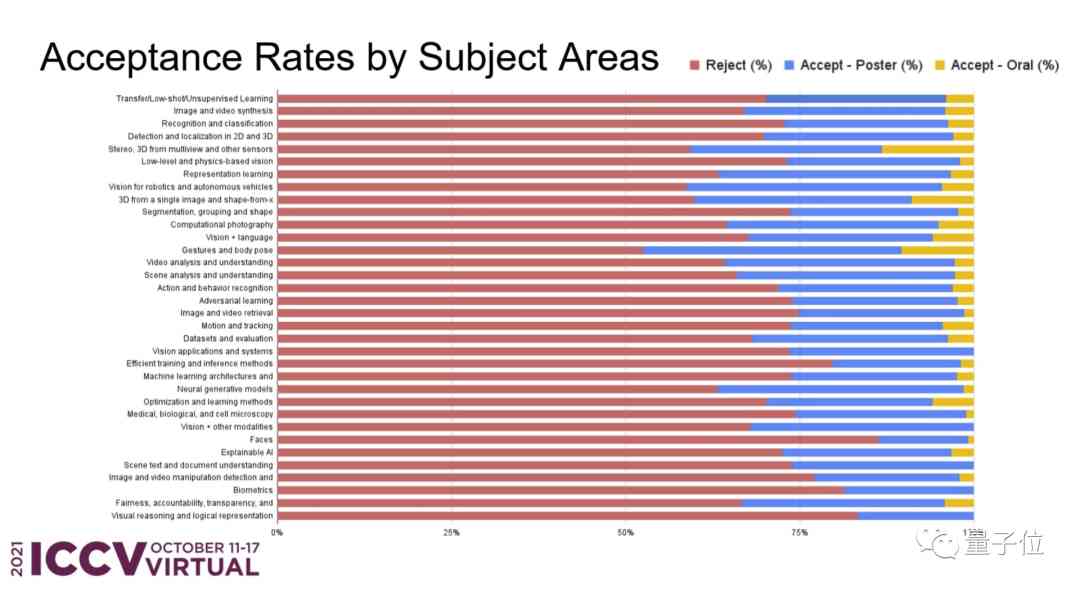 Acceptance Rates by Subject Areas
Reject (%) Accept - Poster (%) Accept - Oral (%)
Transfer/Low-shot/Unsupervised Learning
Image and video synthesis
Recognition and classification
Detection and localization in 2D and 3D
Stereo, 3D from multiview and other sensors
Low-level and physics-based vision
Representation learning
Vision for robotics and autonomous vehicles
3D from a single image and shape-from-x
Segmentation, grouping and shape
Computational photography
Vision + language
Gestures and body pose
Video analysis and understanding
Scene analysis and understanding
Action and behavior recognition
Adversarial learning
Image and video retrieval
Motion and tracking
Datasets and evaluation
Vision applications and systems
Efficient training and inference methods
Machine learning architectures and
Neural generative models
Optimization and learning methods
Medical, biological, and cell microscopy
Vision + other modalities
Faces
Explainable AI
Scene text and document understanding
Image and video manipulation detection and
Biometrics
Fairness, accountability, transparency, and
Visual reasoning and logical representation
0% 25% 50% 75%
2021 ICCV OCTOBER 11-17
VIRTUAL
量子位